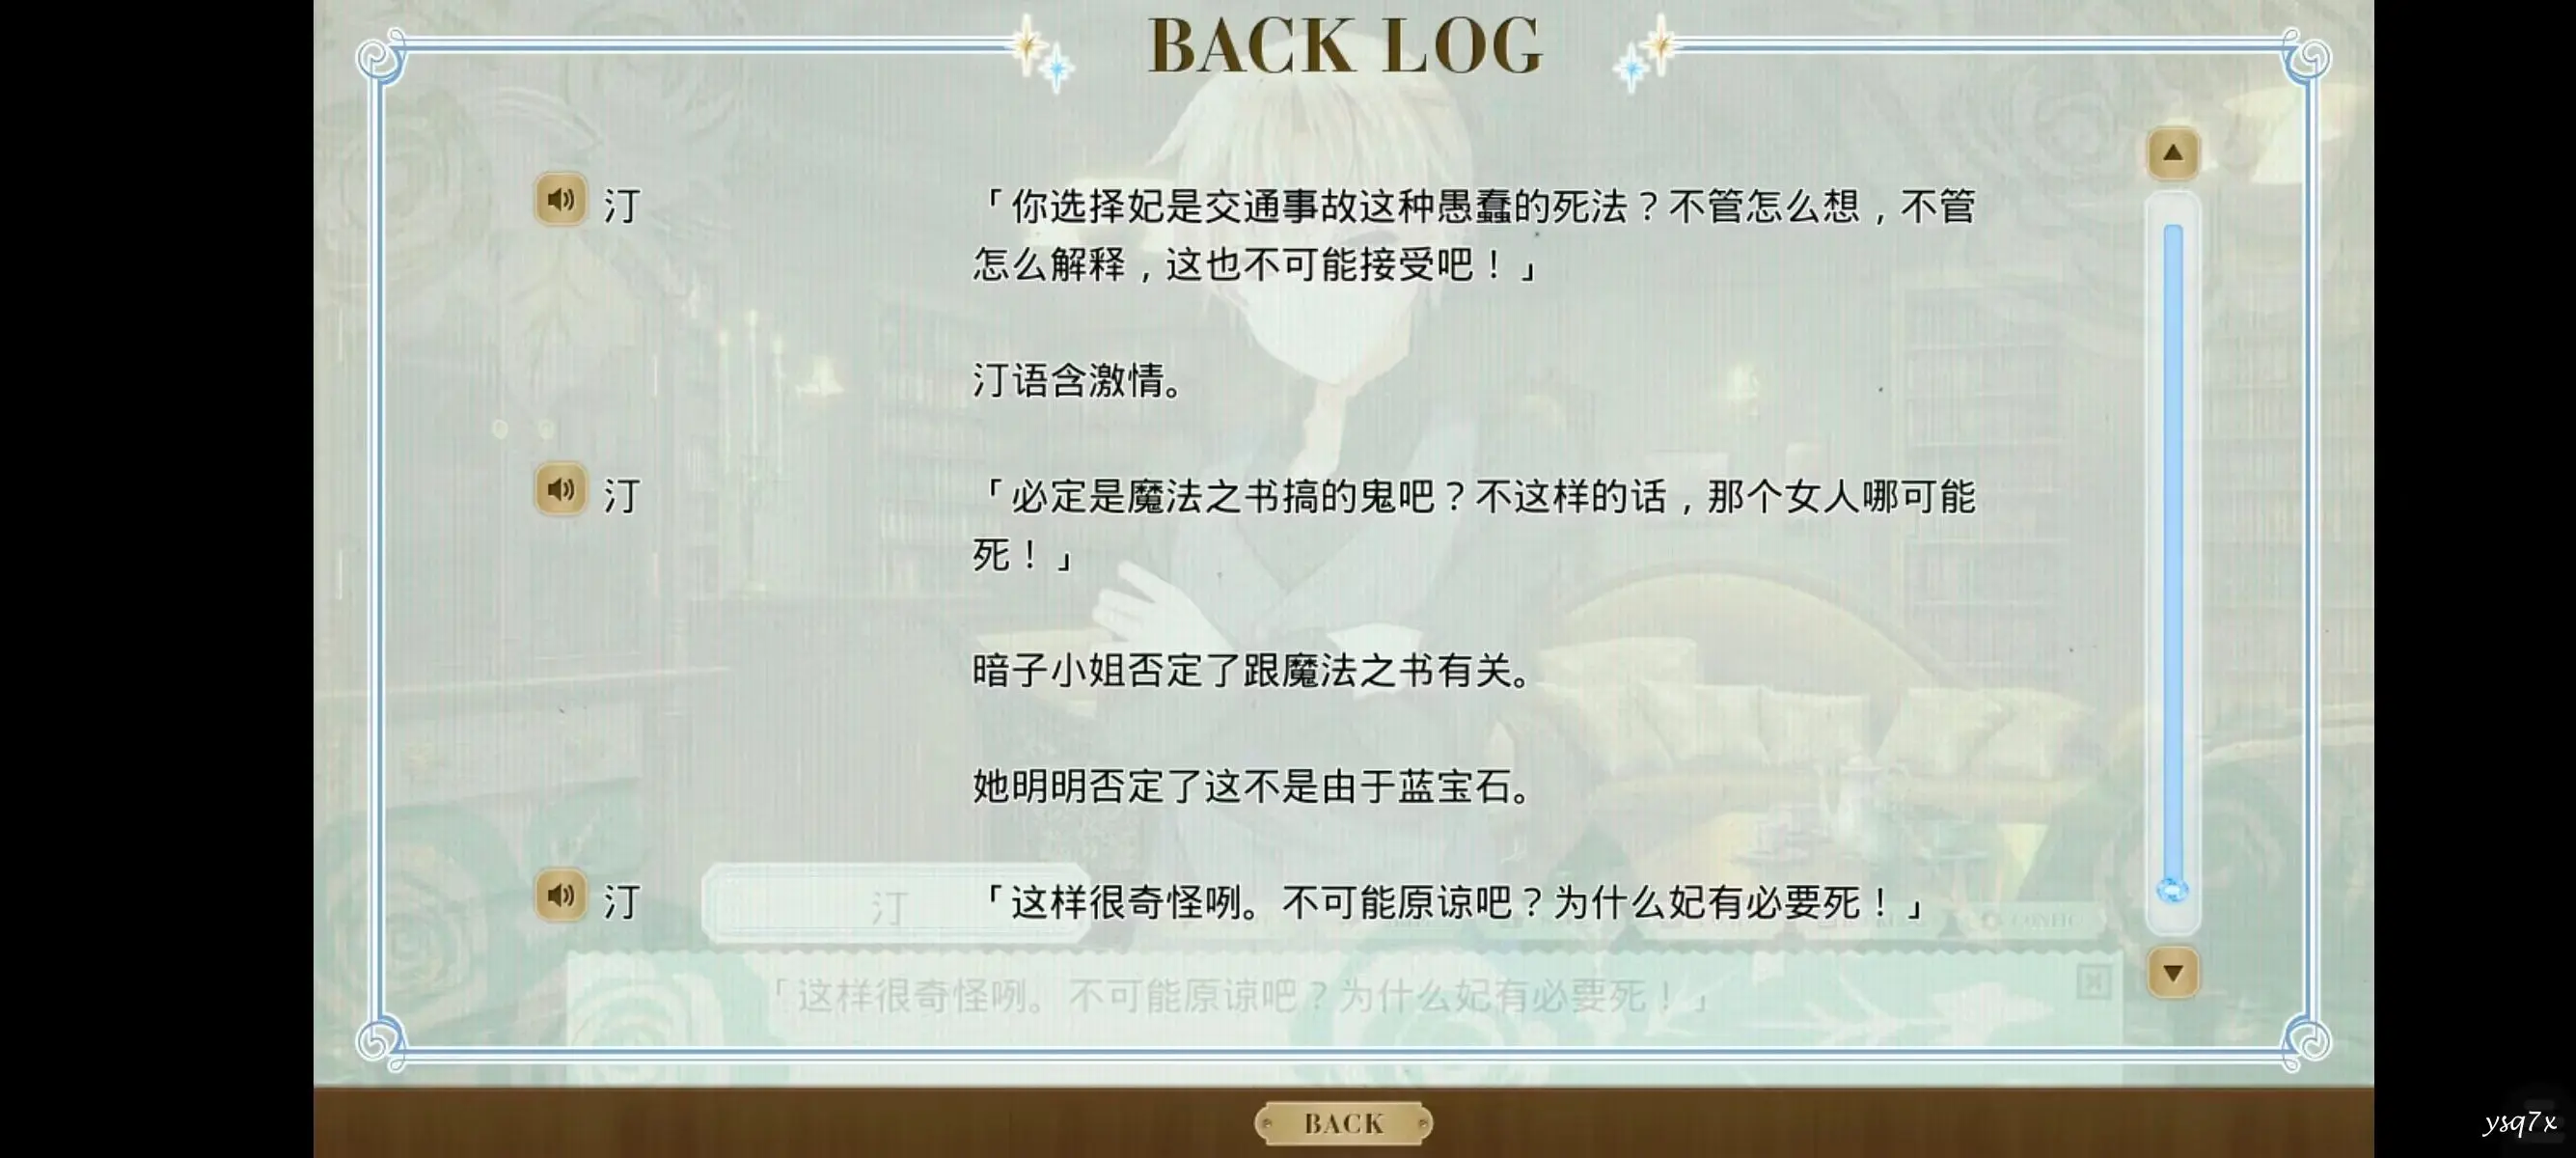 BACK LOG
汀
「你选择妃是交通事故这种愚蠢的死法？不管怎么想，不管
怎么解释，这也不可能接受吧！」
汀语含激情。
汀
「必定是魔法之书搞的鬼吧？不这样的话，那个女人哪可能
死！」
暗子小姐否定了跟魔法之书有关。
她明明否定了这不是由于蓝宝石。
汀
汀
「这样很奇怪咧。不可能原谅吧？为什么妃有必要死！」
CONFIG
「这样很奇怪咧。不可能原谅吧？为什么妃有必要死！」
BACK
ysq7x